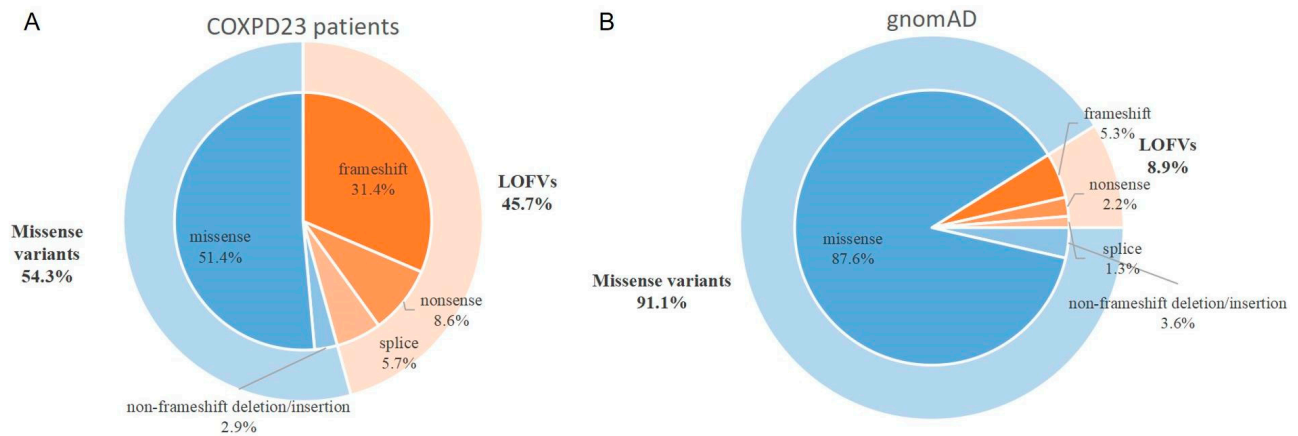 A
COXPD23 patients
frameshift
31.4%
LOFVs
45.7%
Missense
variants
54.3%
missense
51.4%
nonsense
8.6%
splice
5.7%
non-frameshift deletion/insertion
2.9%
B
gnomAD
frameshift
5.3%
LOFVs
8.9%
nonsense
2.2%
missense
87.6%
splice
1.3%
Missense variants
91.1%
non-frameshift deletion/insertion
3.6%